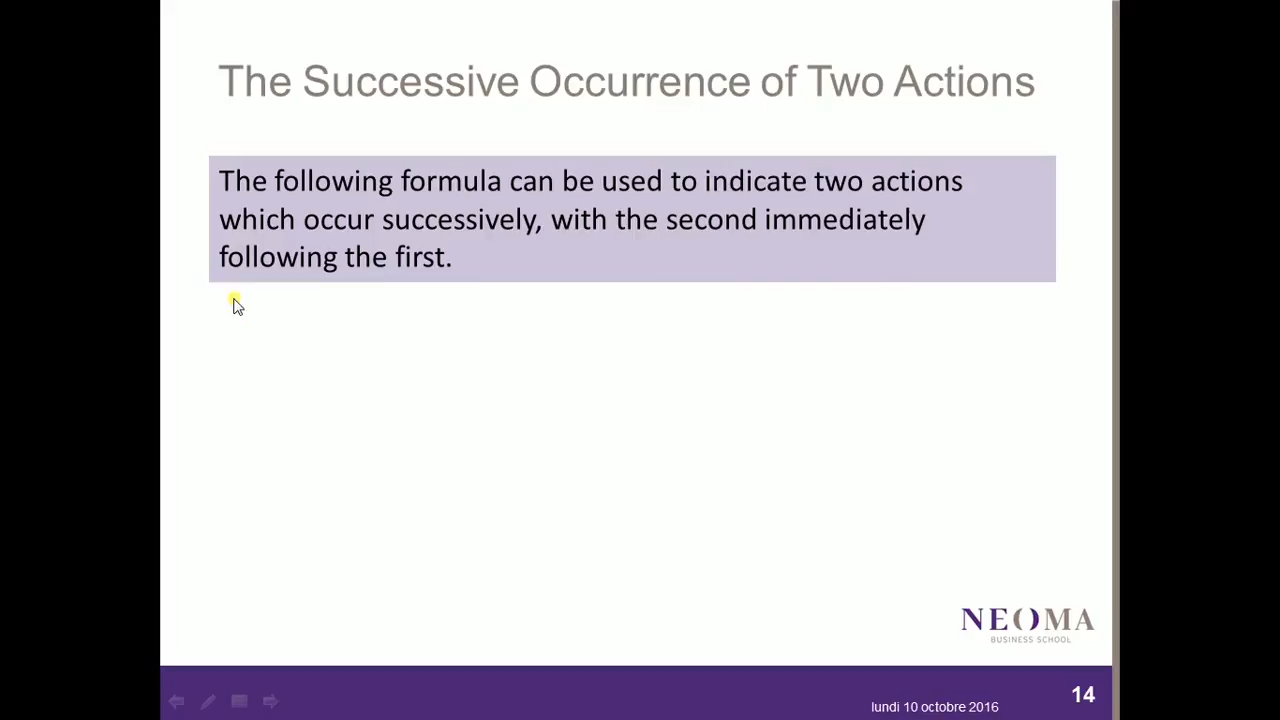 The Successive Occurrence of Two Actions
The following formula can be used to indicate two actions
which occur successively, with the second immediately
following the first.
NEOMA
BUSINESS SCHOOL
14
lundi 10 octobre 2016